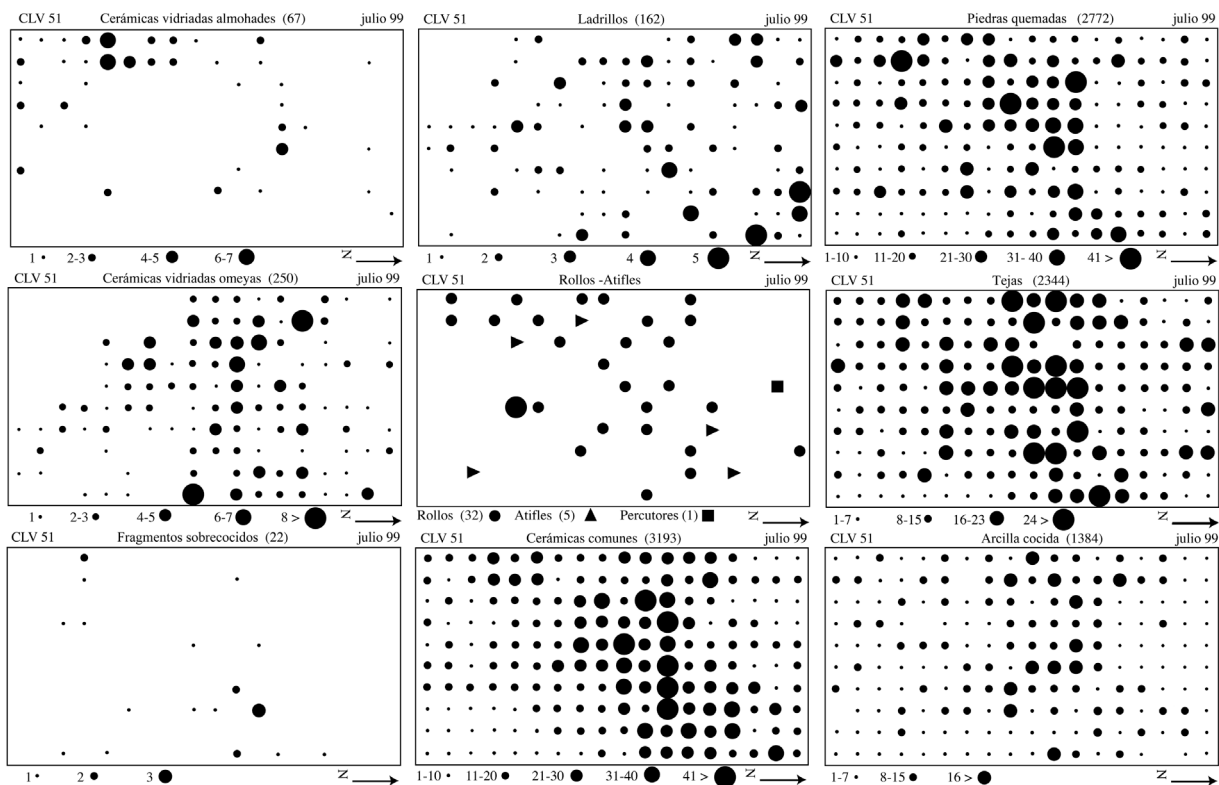 CLV 51 Cerámicas vidriadas almohades (67) julio 99
1 2-3 4-5 6-7 N
CLV 51 Ladrillos (162) julio 99
1 2 3 4 5 N
CLV 51 Piedras quemadas (2772) julio 99
1-10 11-20 21-30 31- 40 41 > N
CLV 51 Cerámicas vidriadas omeyas (250) julio 99
1 2-3 4-5 6-7 8 > N
CLV 51 Rollos -Atifles julio 99
Rollos (32) Atifles (5) Percutores (1) N
CLV 51 Tejas (2344) julio 99
1-7 8-15 16-23 24 > N
CLV 51 Fragmentos sobrecocidos (22) julio 99
1 2 3 N
CLV 51 Cerámicas comunes (3193) julio 99
1-10 11-20 21-30 31-40 41 > N
CLV 51 Arcilla cocida (1384) julio 99
1-7 8-15 16 > N